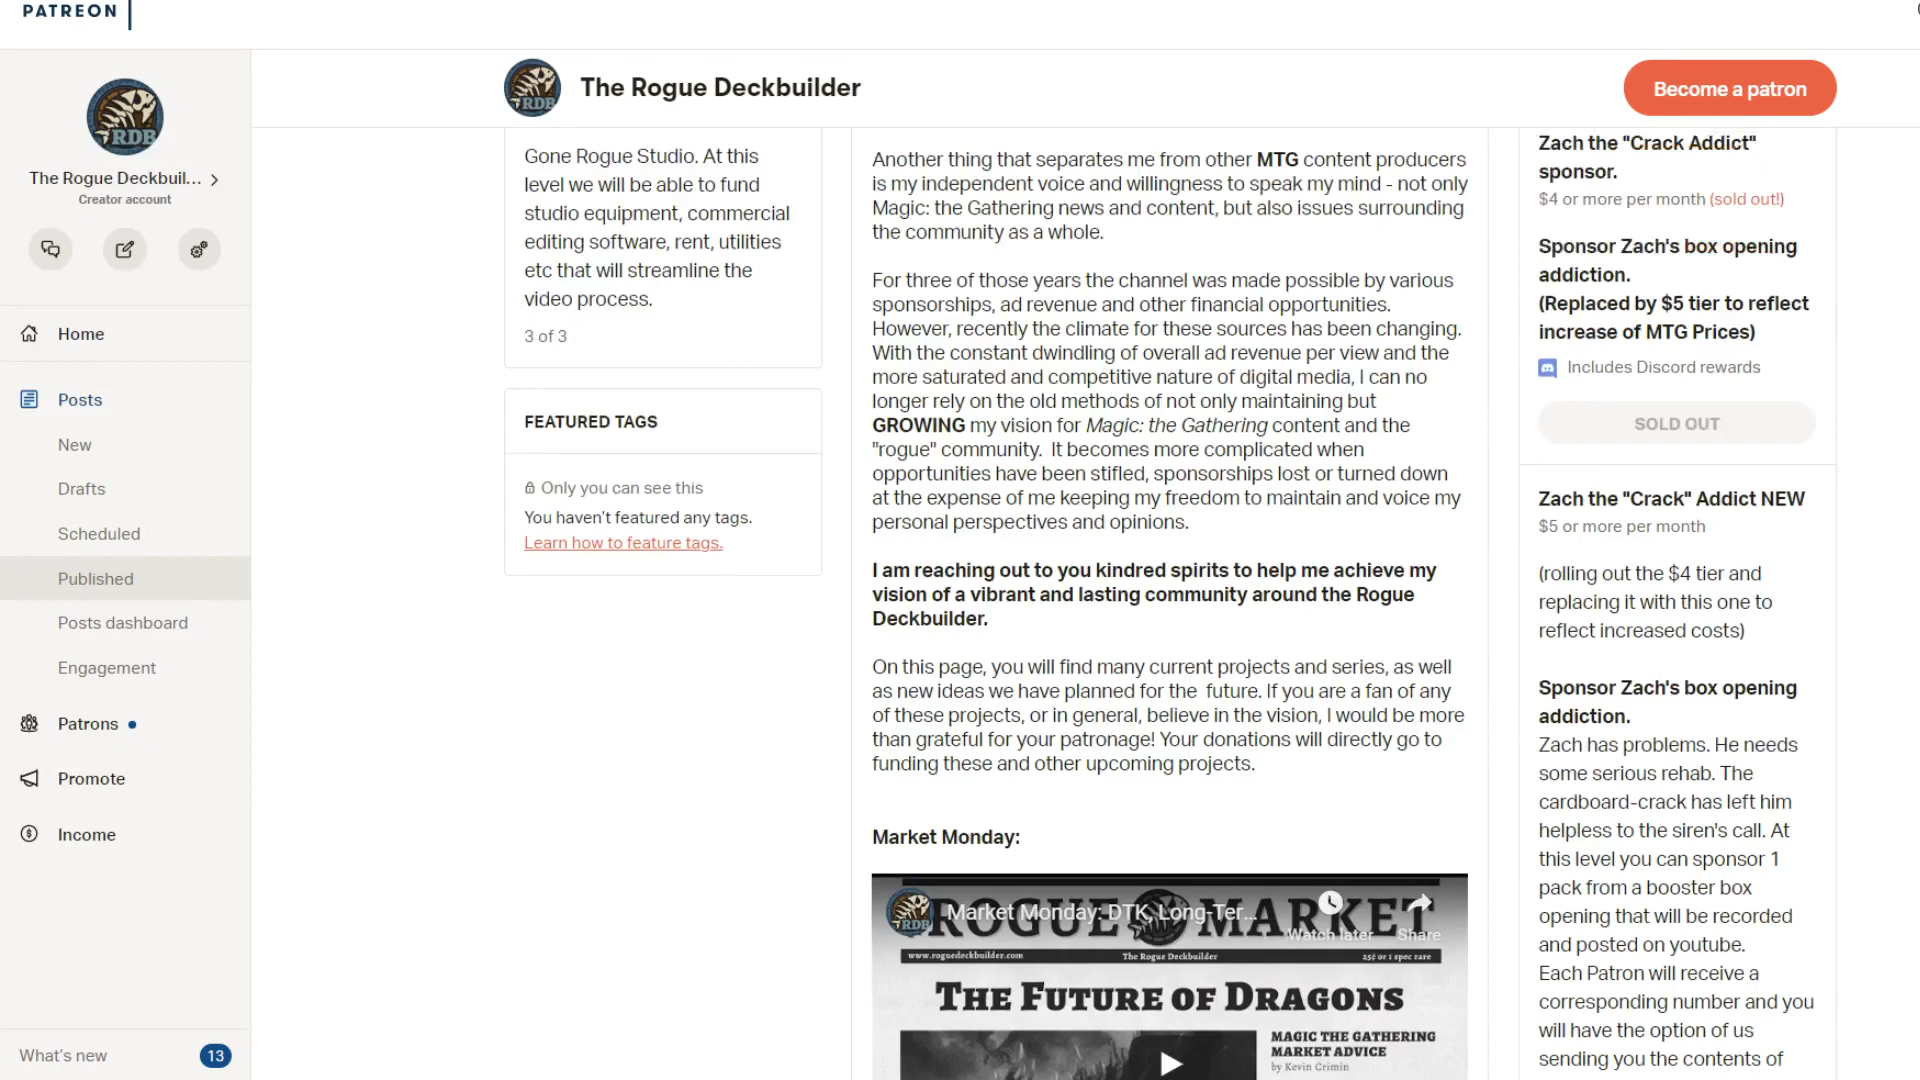 PATREON
RDB
The Rogue Deckbuil...
Creator account
Home
Posts
New
Drafts
Scheduled
Published
Posts dashboard
Engagement
Patrons
Promote
Income
What's new
13
RDB
The Rogue Deckbuilder
Become a patron
Gone Rogue Studio. At this
level we will be able to fund
studio equipment, commercial
editing software, rent, utilities
etc that will streamline the
video process.
3 of 3
FEATURED TAGS
Only you can see this
You haven't featured any tags.
Learn how to feature tags.
Another thing that separates me from other MTG content producers
is my independent voice and willingness to speak my mind - not only
Magic: the Gathering news and content, but also issues surrounding
the community as a whole.
For three of those years the channel was made possible by various
sponsorships, ad revenue and other financial opportunities.
However, recently the climate for these sources has been changing.
With the constant dwindling of overall ad revenue per view and the
more saturated and competitive nature of digital media, I can no
longer rely on the old methods of not only maintaining but
GROWING my vision for Magic: the Gathering content and the
"rogue" community.  It becomes more complicated when
opportunities have been stifled, sponsorships lost or turned down
at the expense of me keeping my freedom to maintain and voice my
personal perspectives and opinions.
I am reaching out to you kindred spirits to help me achieve my
vision of a vibrant and lasting community around the Rogue
Deckbuilder.
On this page, you will find many current projects and series, as well
as new ideas we have planned for the  future. If you are a fan of any
of these projects, or in general, believe in the vision, I would be more
than grateful for your patronage! Your donations will directly go to
funding these and other upcoming projects.
Market Monday:
RDB
Market Monday: DTK, Long-Ter...
Watch later
Share
ROGUE MARKET
www.roguedeckbuilder.com
The Rogue Deckbuilder
25¢ or 1 spec rare
THE FUTURE OF DRAGONS
MAGIC THE GATHERING
MARKET ADVICE
by Kevin Crimin
Zach the "Crack Addict"
sponsor.
$4 or more per month (sold out!)
Sponsor Zach's box opening
addiction.
(Replaced by $5 tier to reflect
increase of MTG Prices)
Includes Discord rewards
SOLD OUT
Zach the "Crack" Addict NEW
$5 or more per month
(rolling out the $4 tier and
replacing it with this one to
reflect increased costs)
Sponsor Zach's box opening
addiction.
Zach has problems. He needs
some serious rehab. The
cardboard-crack has left him
helpless to the siren's call. At
this level you can sponsor 1
pack from a booster box
opening that will be recorded
and posted on youtube.
Each Patron will receive a
corresponding number and you
will have the option of us
sending you the contents of